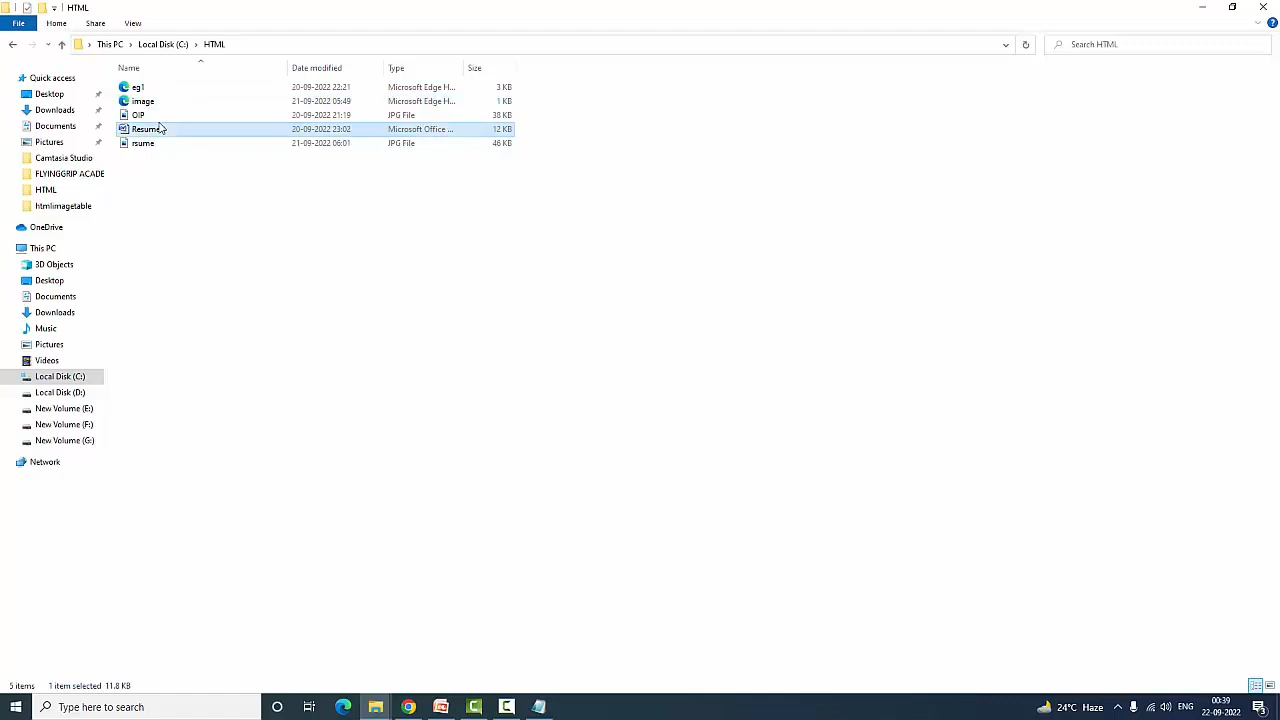 HTML
File Home Share View
This PC Local Disk (C:) HTML
Search HTML
Name Date modified Type Size
Quick access
Desktop
Downloads
Documents
Pictures
Camtasia Studio
FLYINGGRIP ACADE
HTML
htmlimagetable
OneDrive
This PC
3D Objects
Desktop
Documents
Downloads
Music
Pictures
Videos
Local Disk (C:)
Local Disk (D:)
New Volume (E:)
New Volume (F:)
New Volume (G:)
Network
eg1 20-09-2022 22:21 Microsoft Edge H... 3 KB
image 21-09-2022 05:49 Microsoft Edge H... 1 KB
OIP 20-09-2022 21:19 JPG File 38 KB
Resume 20-09-2022 23:02 Microsoft Office ... 12 KB
rsume 21-09-2022 06:01 JPG File 46 KB
5 items 1 item selected 11.8 KB
Type here to search
24°C Haze ENG
00:39
22-09-2022